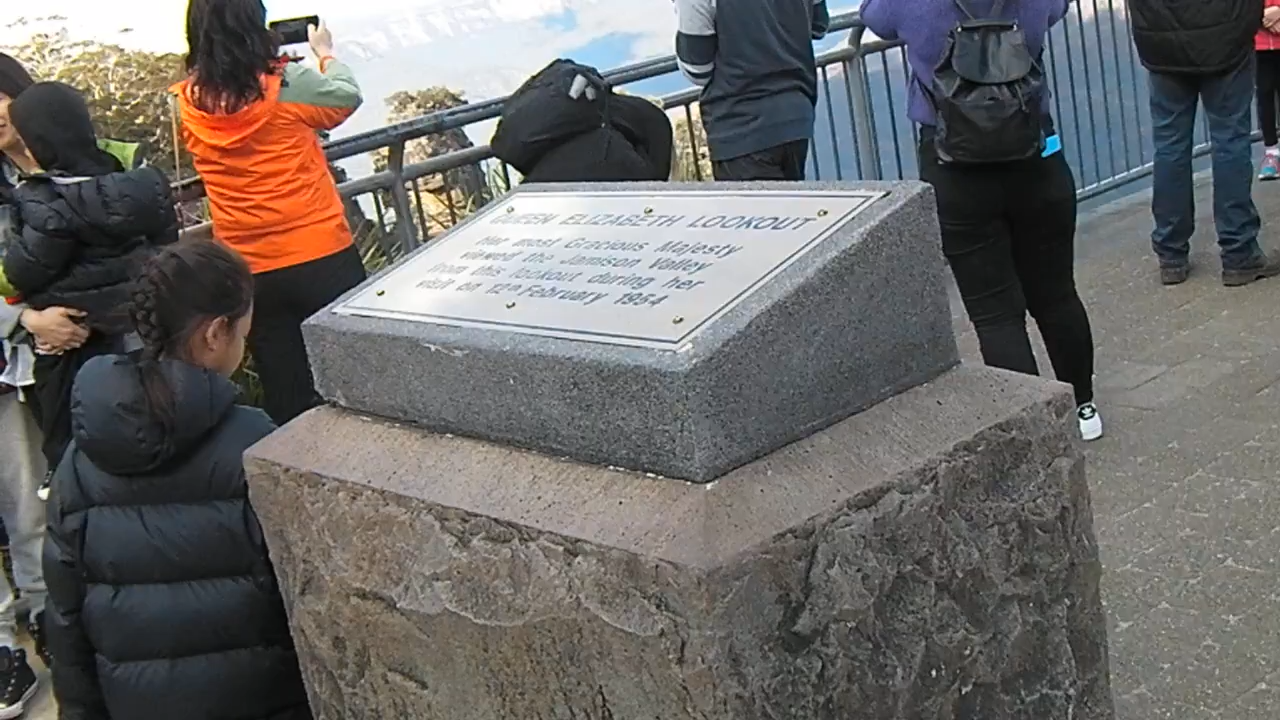 QUEEN ELIZABETH LOOKOUT
Her most Gracious Majesty
viewed the Jamison Valley
from this lookout during her
visit on 12th February 1954